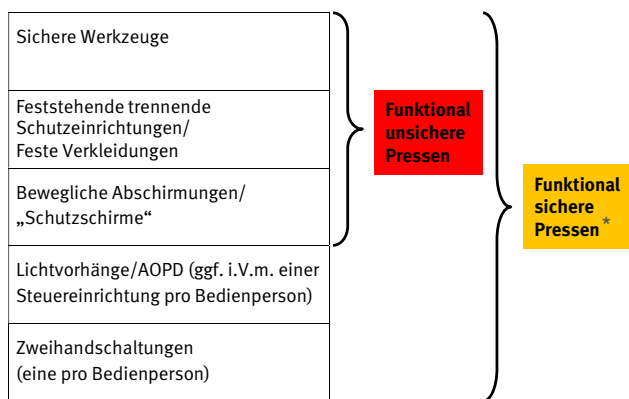 Sichere Werkzeuge
Feststehende trennende
Schutzeinrichtungen/
Feste Verkleidungen
Bewegliche Abschirmungen/
„Schutzschirme“
Lichtvorhänge/AOPD (ggf. i.V.m. einer
Steuereinrichtung pro Bedienperson)
Zweihandschaltungen
(eine pro Bedienperson)
Funktional
unsichere
Pressen
Funktional
sichere
Pressen *